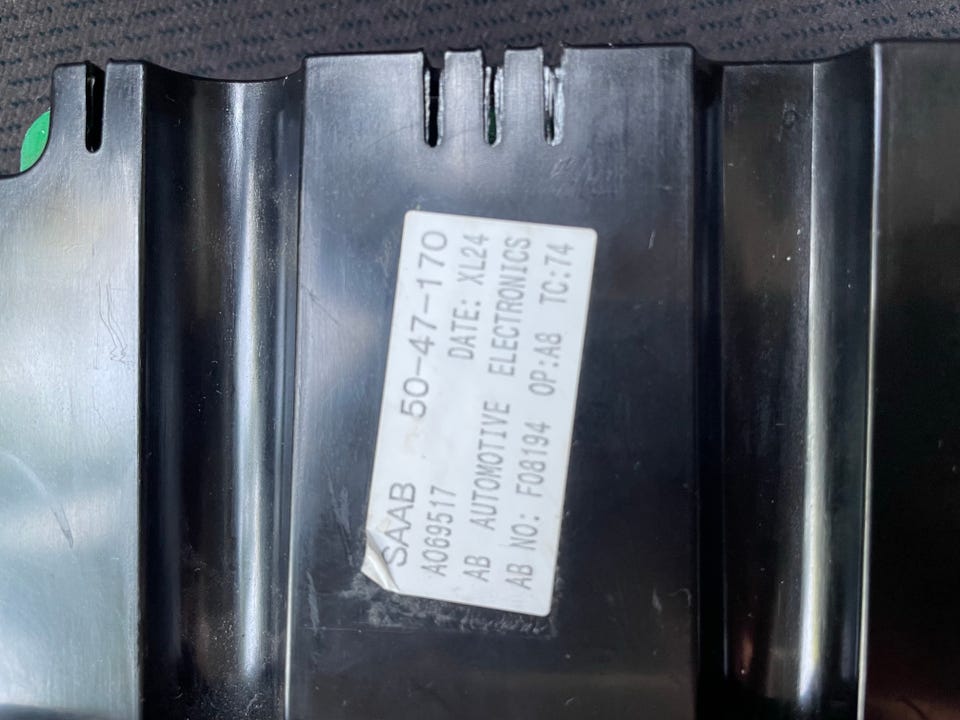 SAAB 50-47-170
A069517 DATE: XL24
AB AUTOMOTIVE ELECTRONICS
AB NO: F08194 OP:A8 TC:74